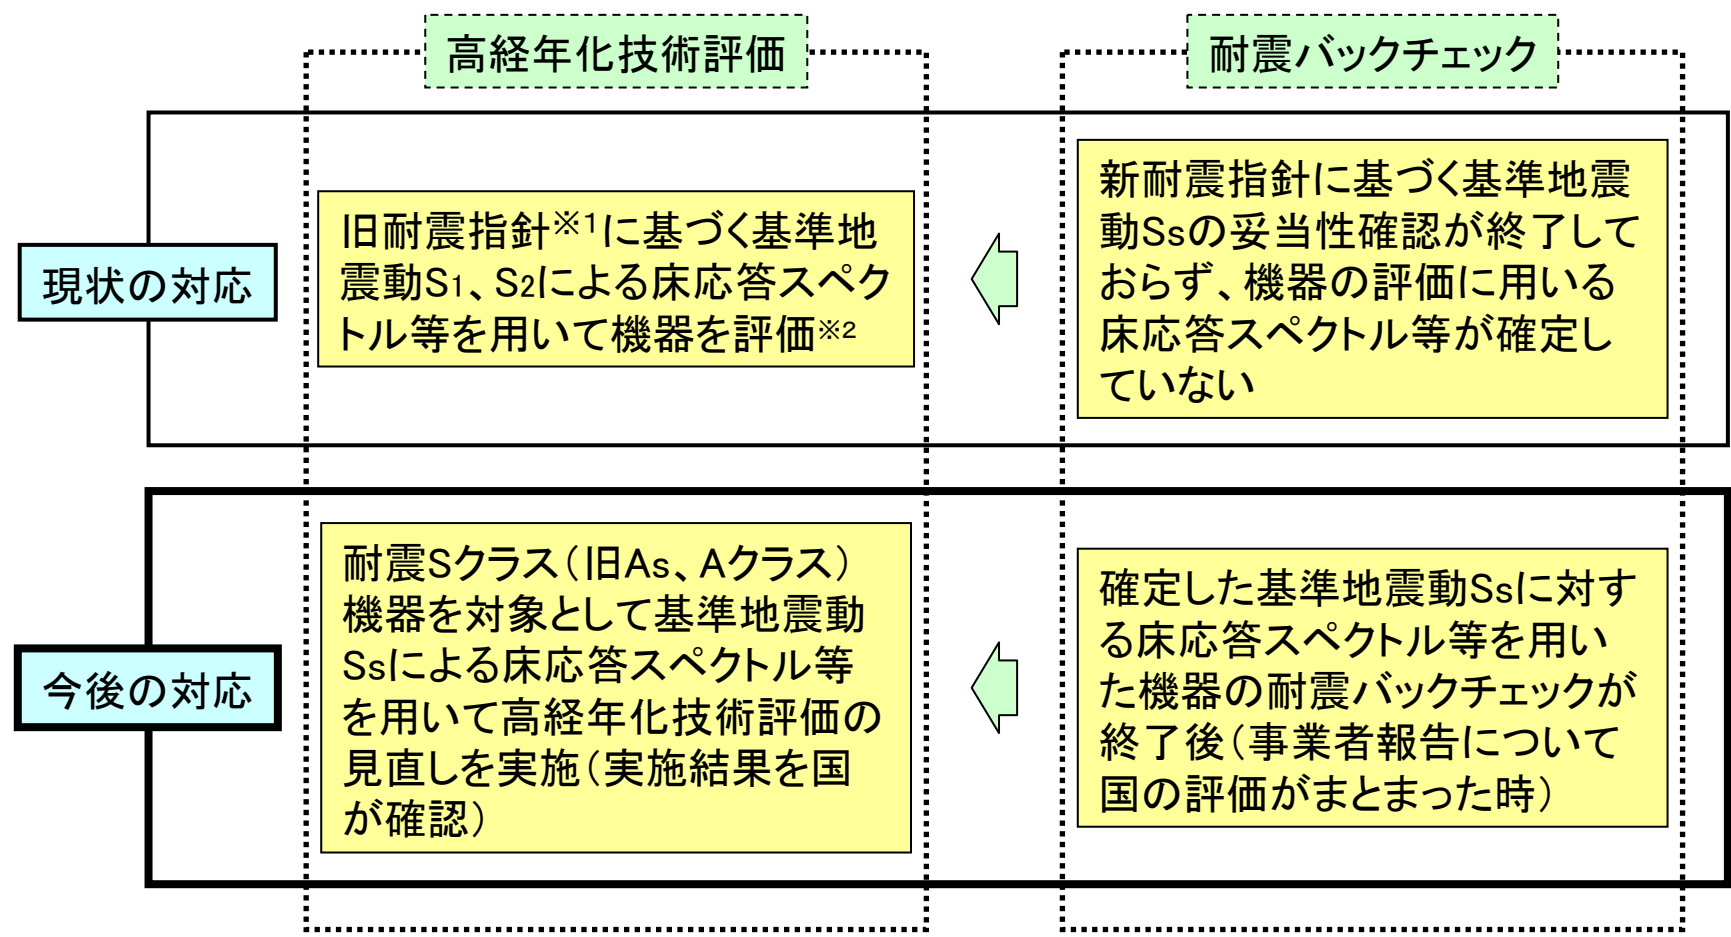 高経年化技術評価
耐震バックチェック
現状の対応
旧耐震指針※1に基づく基準地
震動S1、S2による床応答スペク
トル等を用いて機器を評価※2
新耐震指針に基づく基準地震
動Ssの妥当性確認が終了して
おらず、機器の評価に用いる
床応答スペクトル等が確定し
ていない
今後の対応
耐震Sクラス（旧As、Aクラス）
機器を対象として基準地震動
Ssによる床応答スペクトル等
を用いて高経年化技術評価の
見直しを実施（実施結果を国
が確認）
確定した基準地震動Ssに対す
る床応答スペクトル等を用い
た機器の耐震バックチェックが
終了後（事業者報告について
国の評価がまとまった時）